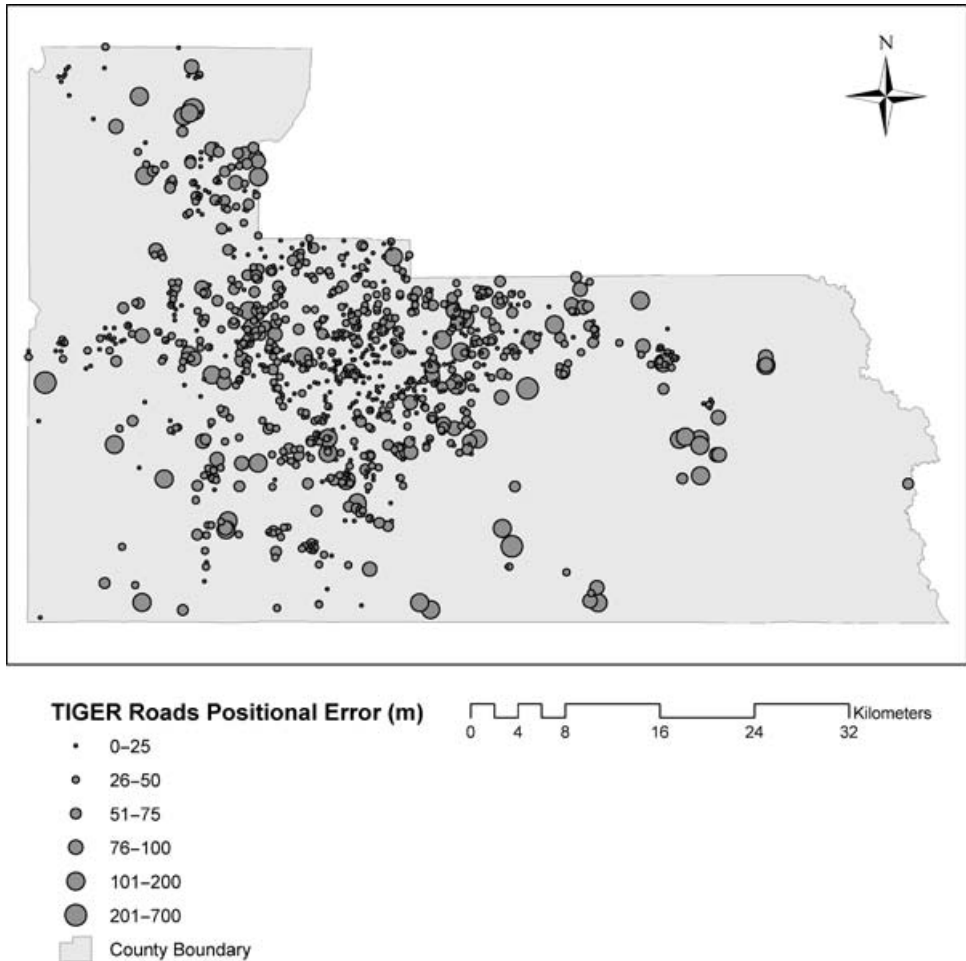 N
TIGER Roads Positional Error (m)
0–25
26–50
51–75
76–100
101–200
201–700
County Boundary
Kilometers
0 4 8 16 24 32